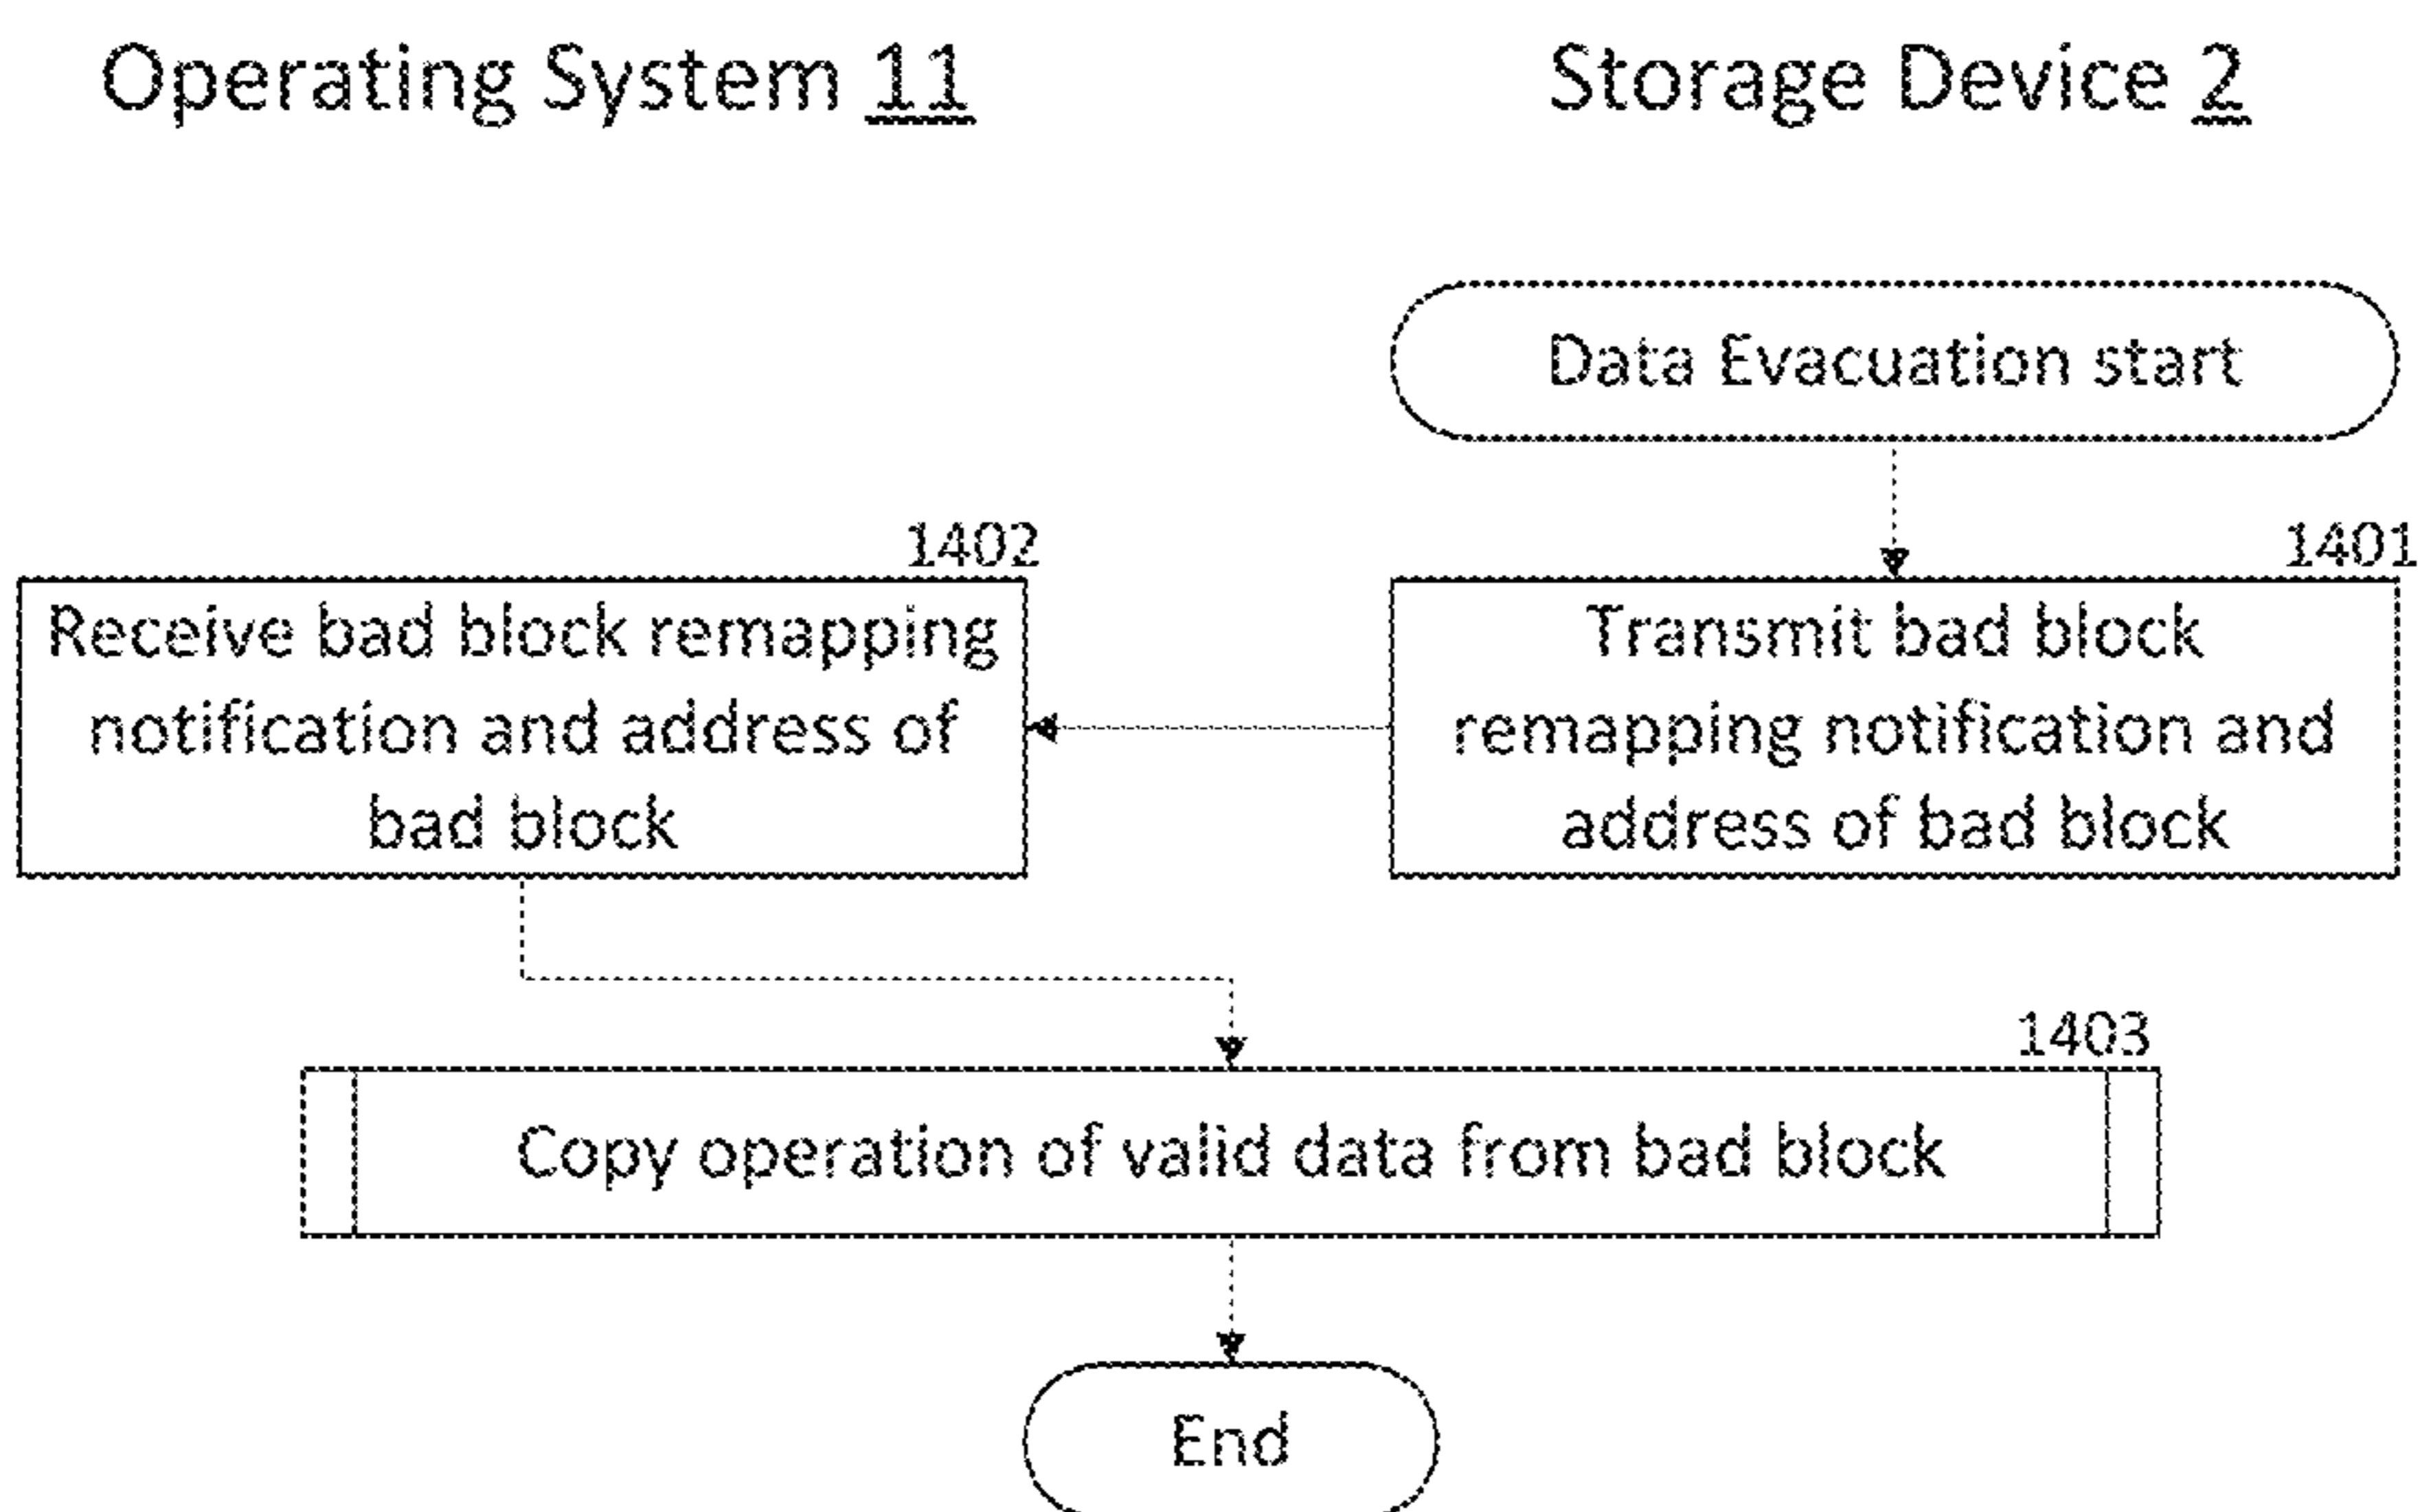 Operating System 11
Storage Device 2
Data Evacuation start
1402
1401
Receive bad block remapping
notification and address of
bad block
Transmit bad block
remapping notification and
address of bad block
1403
Copy operation of valid data from bad block
End